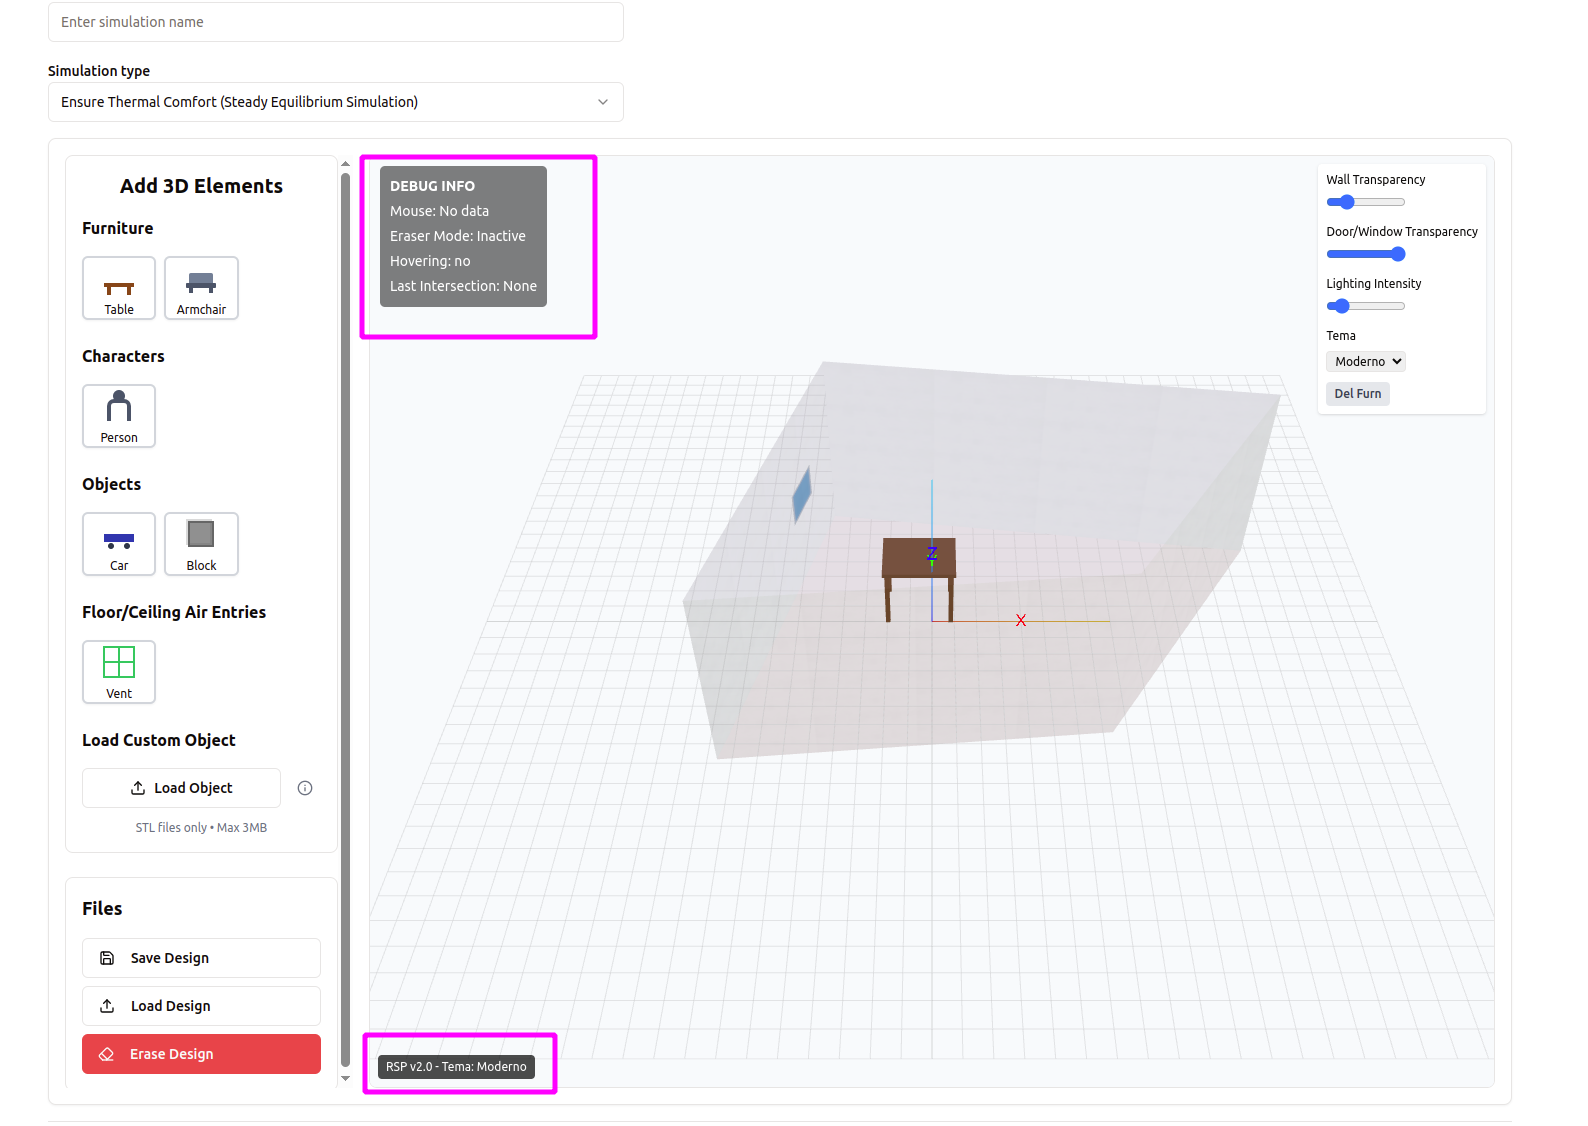 Enter simulation name
Simulation type
Ensure Thermal Comfort (Steady Equilibrium Simulation)
Add 3D Elements
Furniture
Table
Armchair
Characters
Person
Objects
Car
Block
Floor/Ceiling Air Entries
Vent
Load Custom Object
Load Object
STL files only • Max 3MB
Files
Save Design
Load Design
Erase Design
DEBUG INFO
Mouse: No data
Eraser Mode: Inactive
Hovering: no
Last Intersection: None
Z
X
RSP v2.0 - Tema: Moderno
Wall Transparency
Door/Window Transparency
Lighting Intensity
Tema
Moderno
Del Furn